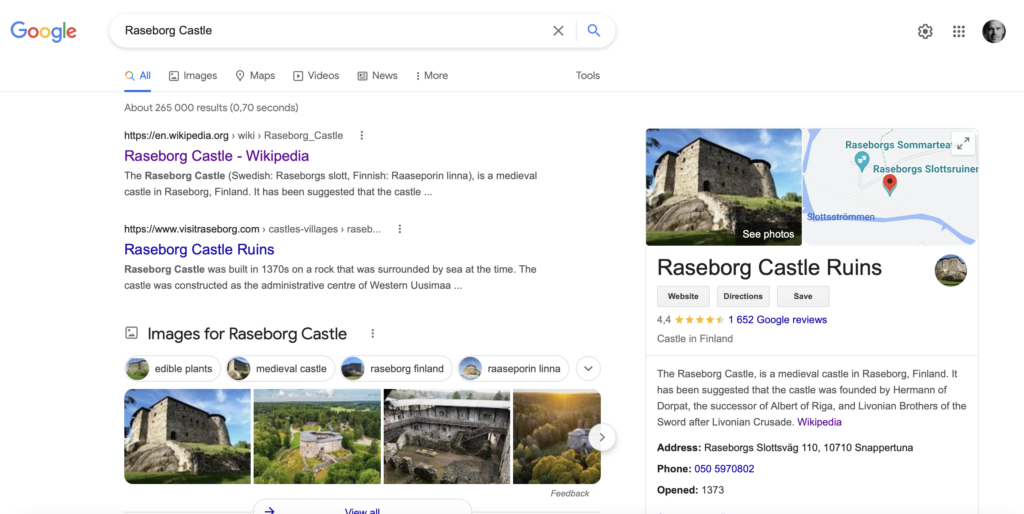 Google
Raseborg Castle
All
Images
Maps
Videos
News
More
Tools
About 265 000 results (0,70 seconds)
https://en.wikipedia.org › wiki › Raseborg_Castle
Raseborg Castle - Wikipedia
The Raseborg Castle (Swedish: Raseborgs slott, Finnish: Raaseporin linna), is a medieval
castle in Raseborg, Finland. It has been suggested that the castle ...
https://www.visitraseborg.com › castles-villages › raseb...
Raseborg Castle Ruins
Raseborg Castle was built in 1370s on a rock that was surrounded by sea at the time. The
castle was constructed as the administrative centre of Western Uusimaa ...
Images for Raseborg Castle
edible plants
medieval castle
raseborg finland
raaseporin linna
Feedback
View all
Raseborgs Sommartea
Raseborgs Slottsruiner
Slottsströmmen
See photos
Raseborg Castle Ruins
Website
Directions
Save
4,4
1 652 Google reviews
Castle in Finland
The Raseborg Castle, is a medieval castle in Raseborg, Finland. It
has been suggested that the castle was founded by Hermann of
Dorpat, the successor of Albert of Riga, and Livonian Brothers of the
Sword after Livonian Crusade. Wikipedia
Address: Raseborgs Slottsväg 110, 10710 Snappertuna
Phone: 050 5970802
Opened: 1373